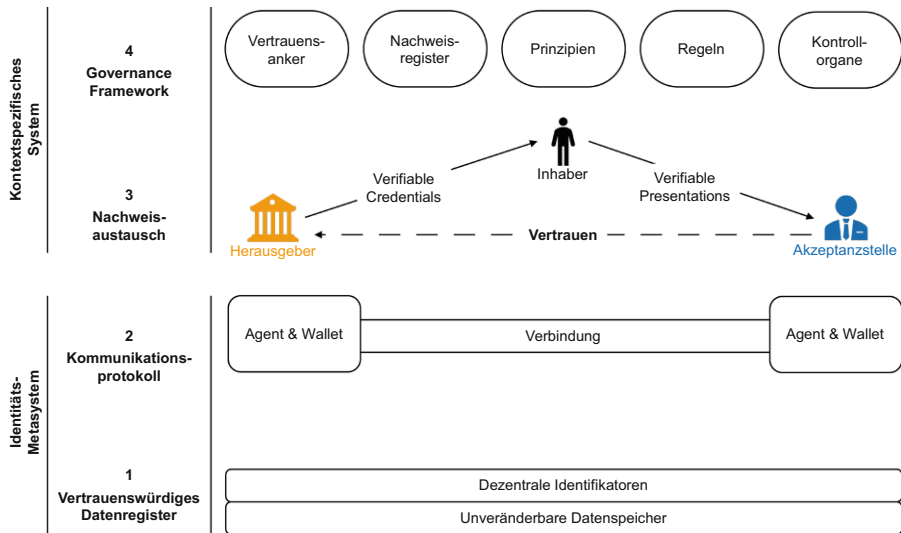 Kontextspezifisches
System
4
Governance
Framework
Vertrauens-
anker
Nachweis-
register
Prinzipien
Regeln
Kontroll-
organe
3
Nachweis-
austausch
Verifiable
Credentials
Inhaber
Verifiable
Presentations
Herausgeber
Vertrauen
Akzeptanzstelle
Identitäts-
Metasystem
2
Kommunikations-
protokoll
Agent & Wallet
Verbindung
Agent & Wallet
1
Vertrauenswürdiges
Datenregister
Dezentrale Identifikatoren
Unveränderbare Datenspeicher